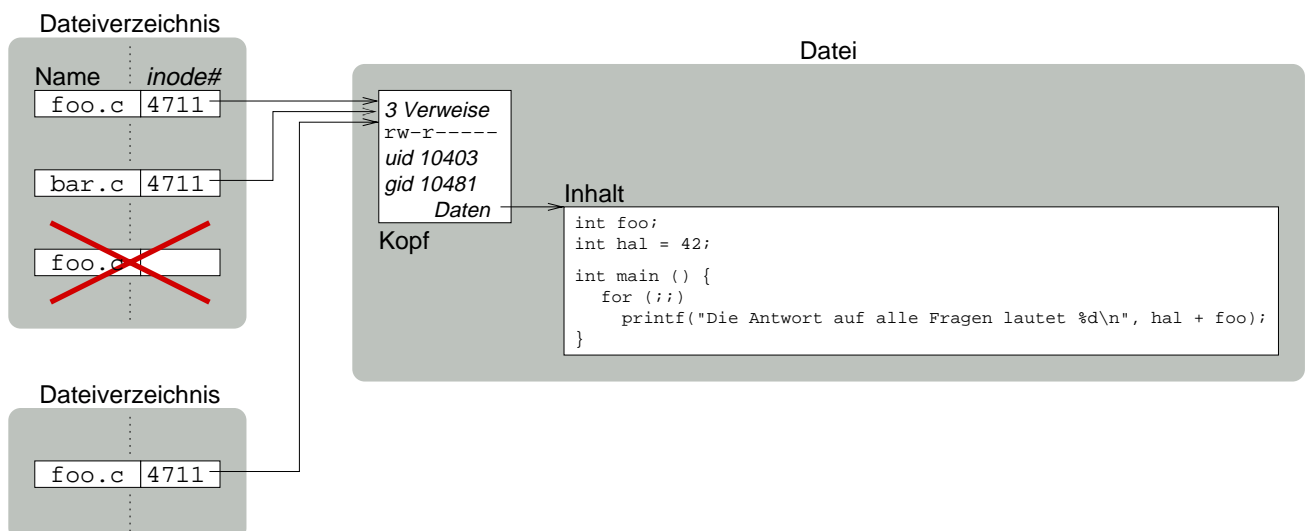 Dateiverzeichnis
Name inode#
foo.c 4711
bar.c 4711
foo.c
Dateiverzeichnis
foo.c 4711
Datei
3 Verweise
rw-r-----
uid 10403
gid 10481
Daten
Kopf
Inhalt
int foo;
int hal = 42;
int main () {
for (;;)
printf("Die Antwort auf alle Fragen lautet %d\n", hal + foo);
}